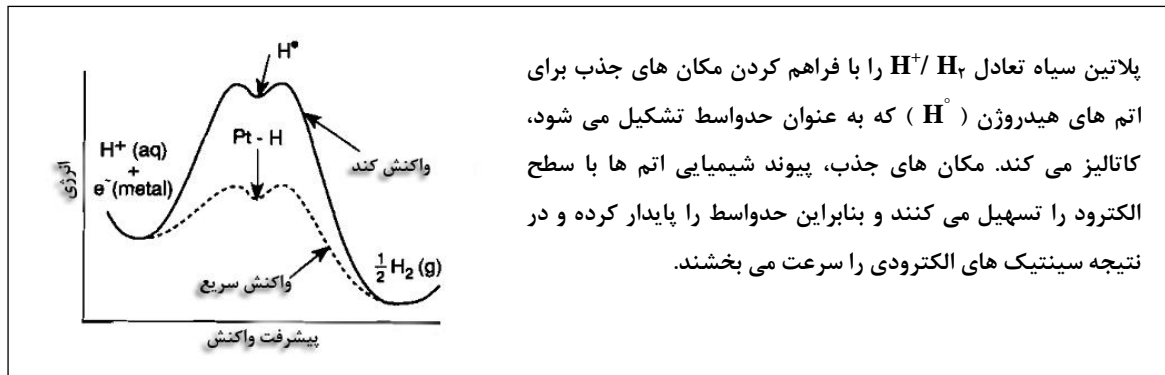 پلاتین سیاه تعادل H⁺/ H₂ را با فراهم کردن مکان های جذب برای
اتم های هیدروژن ( H° ) که به عنوان حدواسط تشکیل می شود،
کاتالیز می کند. مکان های جذب، پیوند شیمیایی اتم ها با سطح
الکترود را تسهیل می کنند و بنابراین حدواسط را پایدار کرده و در
نتیجه سینتیک های الکترودی را سرعت می بخشند.
H•
Pt - H
H⁺ (aq)
+
e⁻(metal)
واکنش کند
انرژی
واکنش سریع
½ H₂ (g)
پیشرفت واکنش